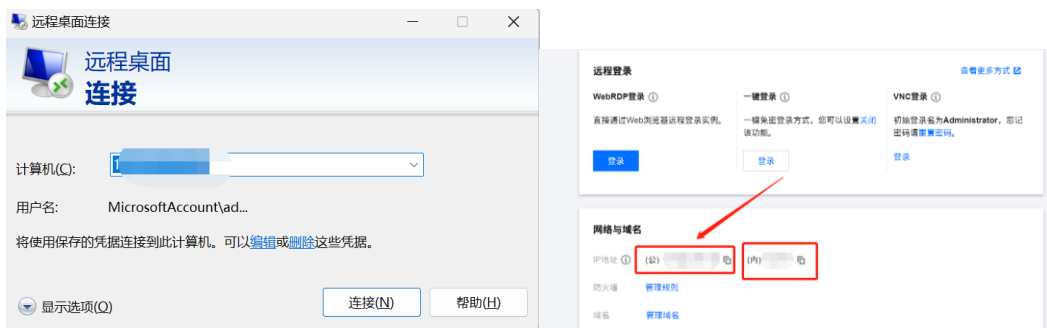 远程桌面连接
远程桌面
连接
计算机(C):
用户名: MicrosoftAccount\ad...
将使用保存的凭据连接到此计算机。可以编辑或删除这些凭据。
显示选项(O)
连接(N)
帮助(H)
远程登录
查看更多方式
WebRDP登录
直接通过Web浏览器远程登录实例。
登录
一键登录
一键免密登录方式,您可以设置关闭
该功能。
登录
VNC登录
初始登录名为Administrator,忘记
密码请重置密码。
登录
网络与域名
IP地址 (公) (内)
防火墙 管理规则
域名 管理域名